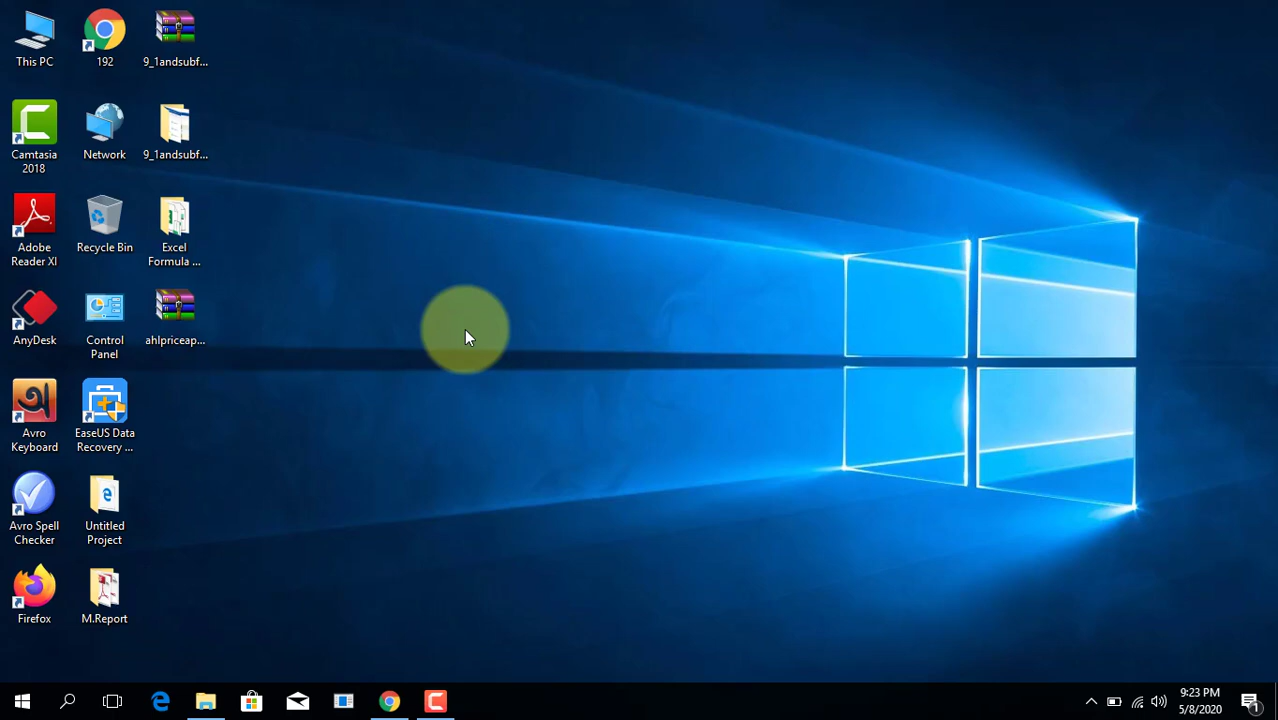 This PC
192
9_1andsubf...
Camtasia
2018
Network
9_1andsubf...
Adobe
Reader XI
Recycle Bin
Excel
Formula ...
AnyDesk
Control
Panel
ahlpriceap...
Avro
Keyboard
EaseUS Data
Recovery ...
Avro Spell
Checker
Untitled
Project
Firefox
M.Report
9:23 PM
5/8/2020
1